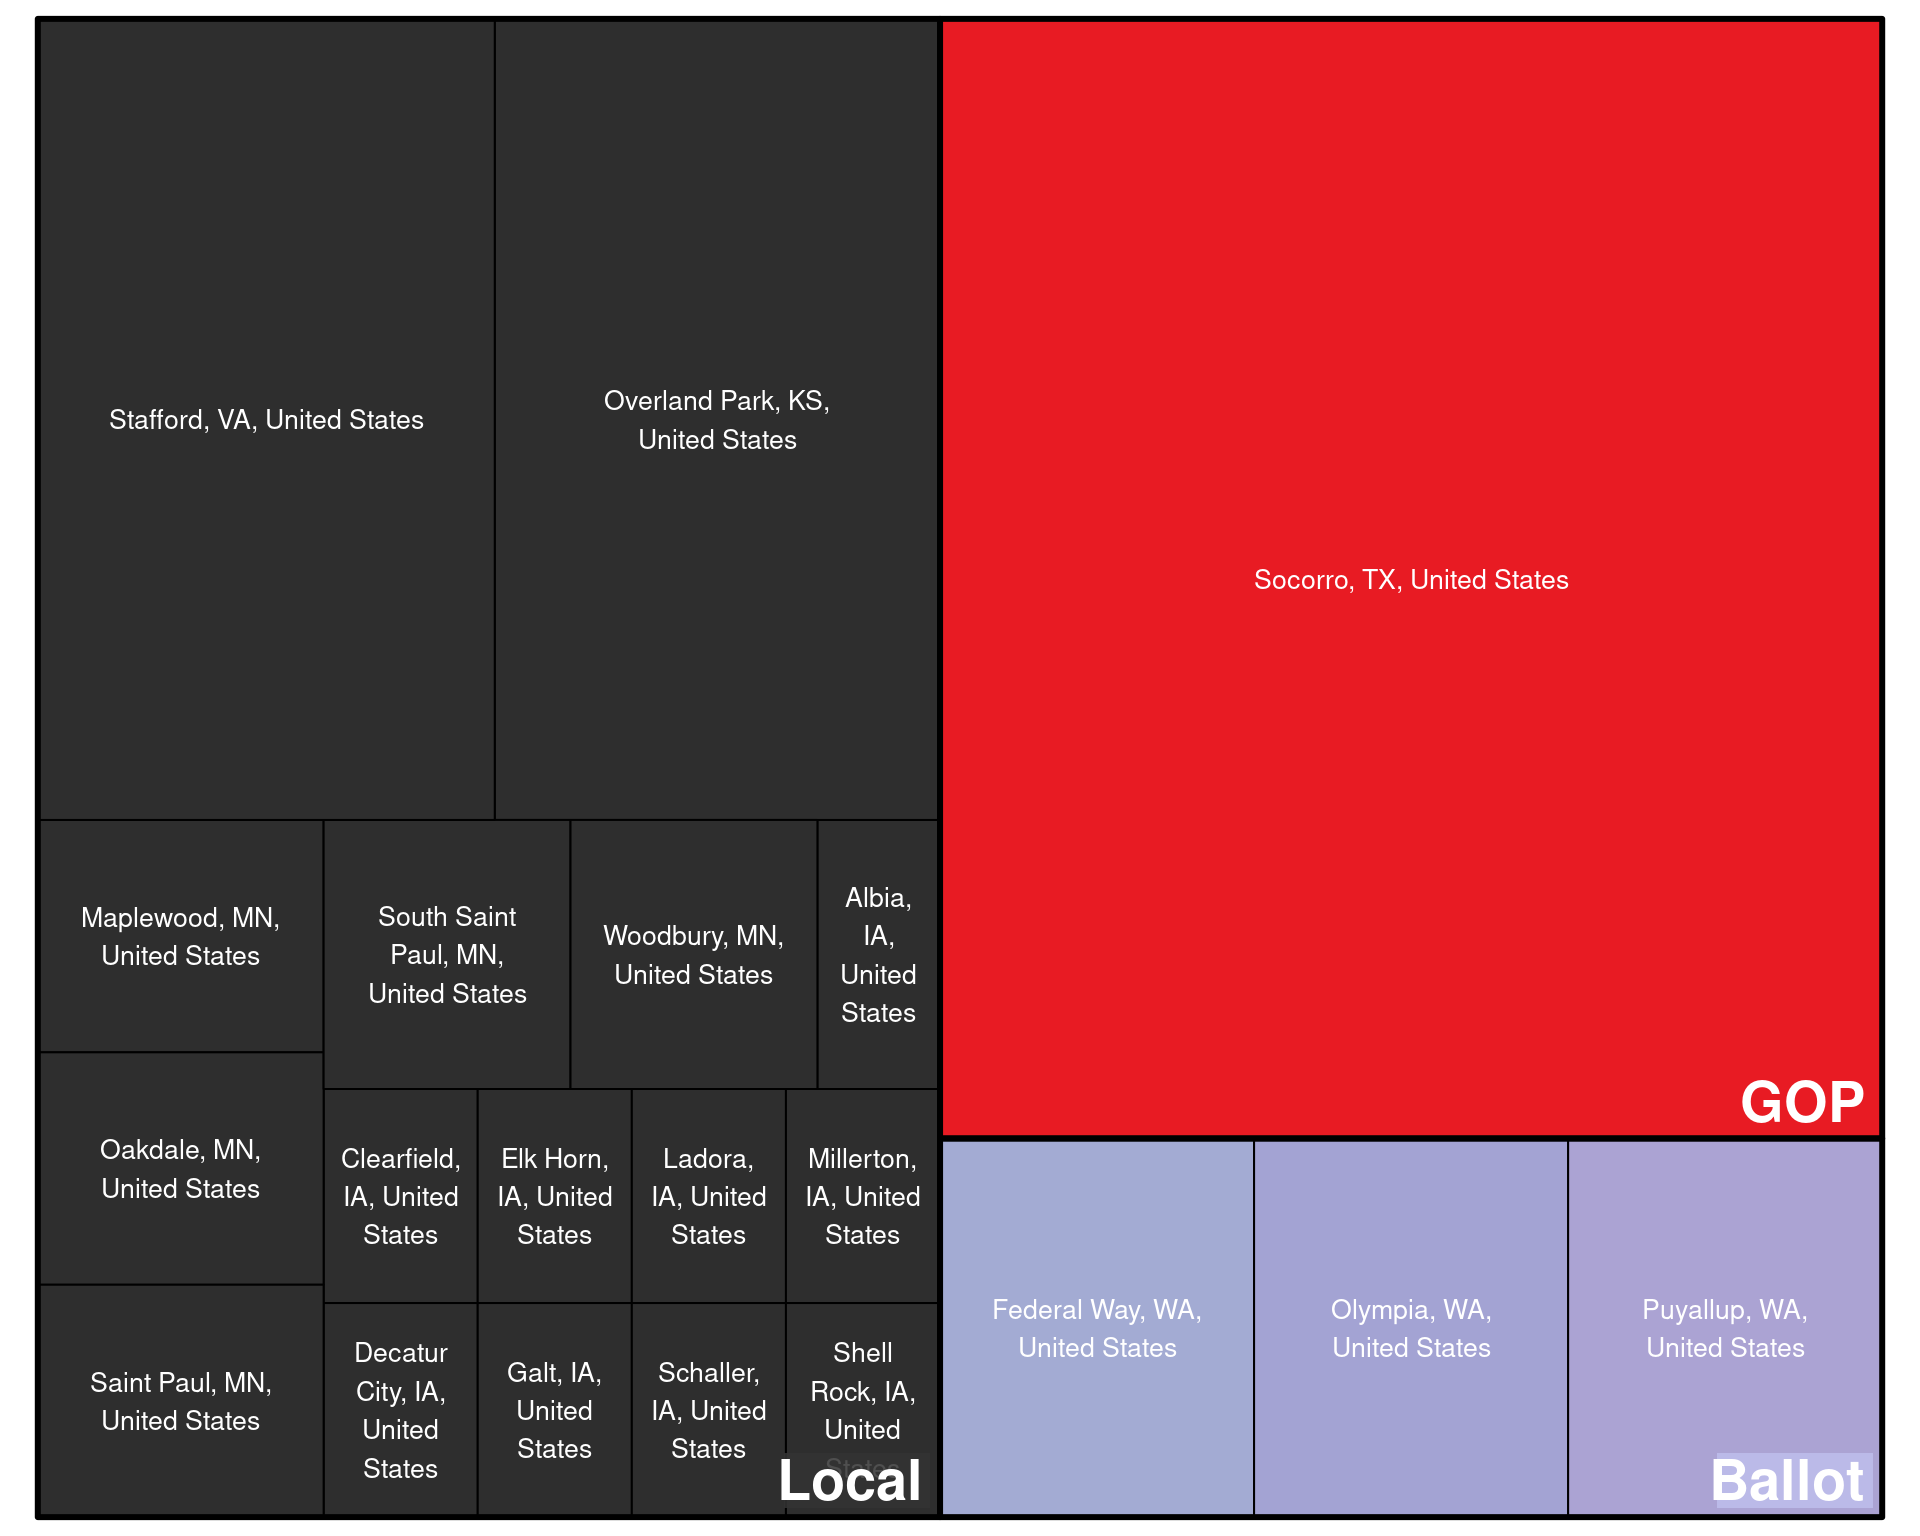 Stafford, VA, United States
Overland Park, KS,
United States
Socorro, TX, United States
GOP
Maplewood, MN,
United States
South Saint
Paul, MN,
United States
Woodbury, MN,
United States
Albia,
IA,
United
States
Oakdale, MN,
United States
Saint Paul, MN,
United States
Clearfield,
IA, United
States
Elk Horn,
IA, United
States
Ladora,
IA, United
States
Millerton,
IA, United
States
Decatur
City, IA,
United
States
Galt, IA,
United
States
Schaller,
IA, United
States
Shell
Rock, IA,
United
States
Local
Federal Way, WA,
United States
Olympia, WA,
United States
Puyallup, WA,
United States
Ballot